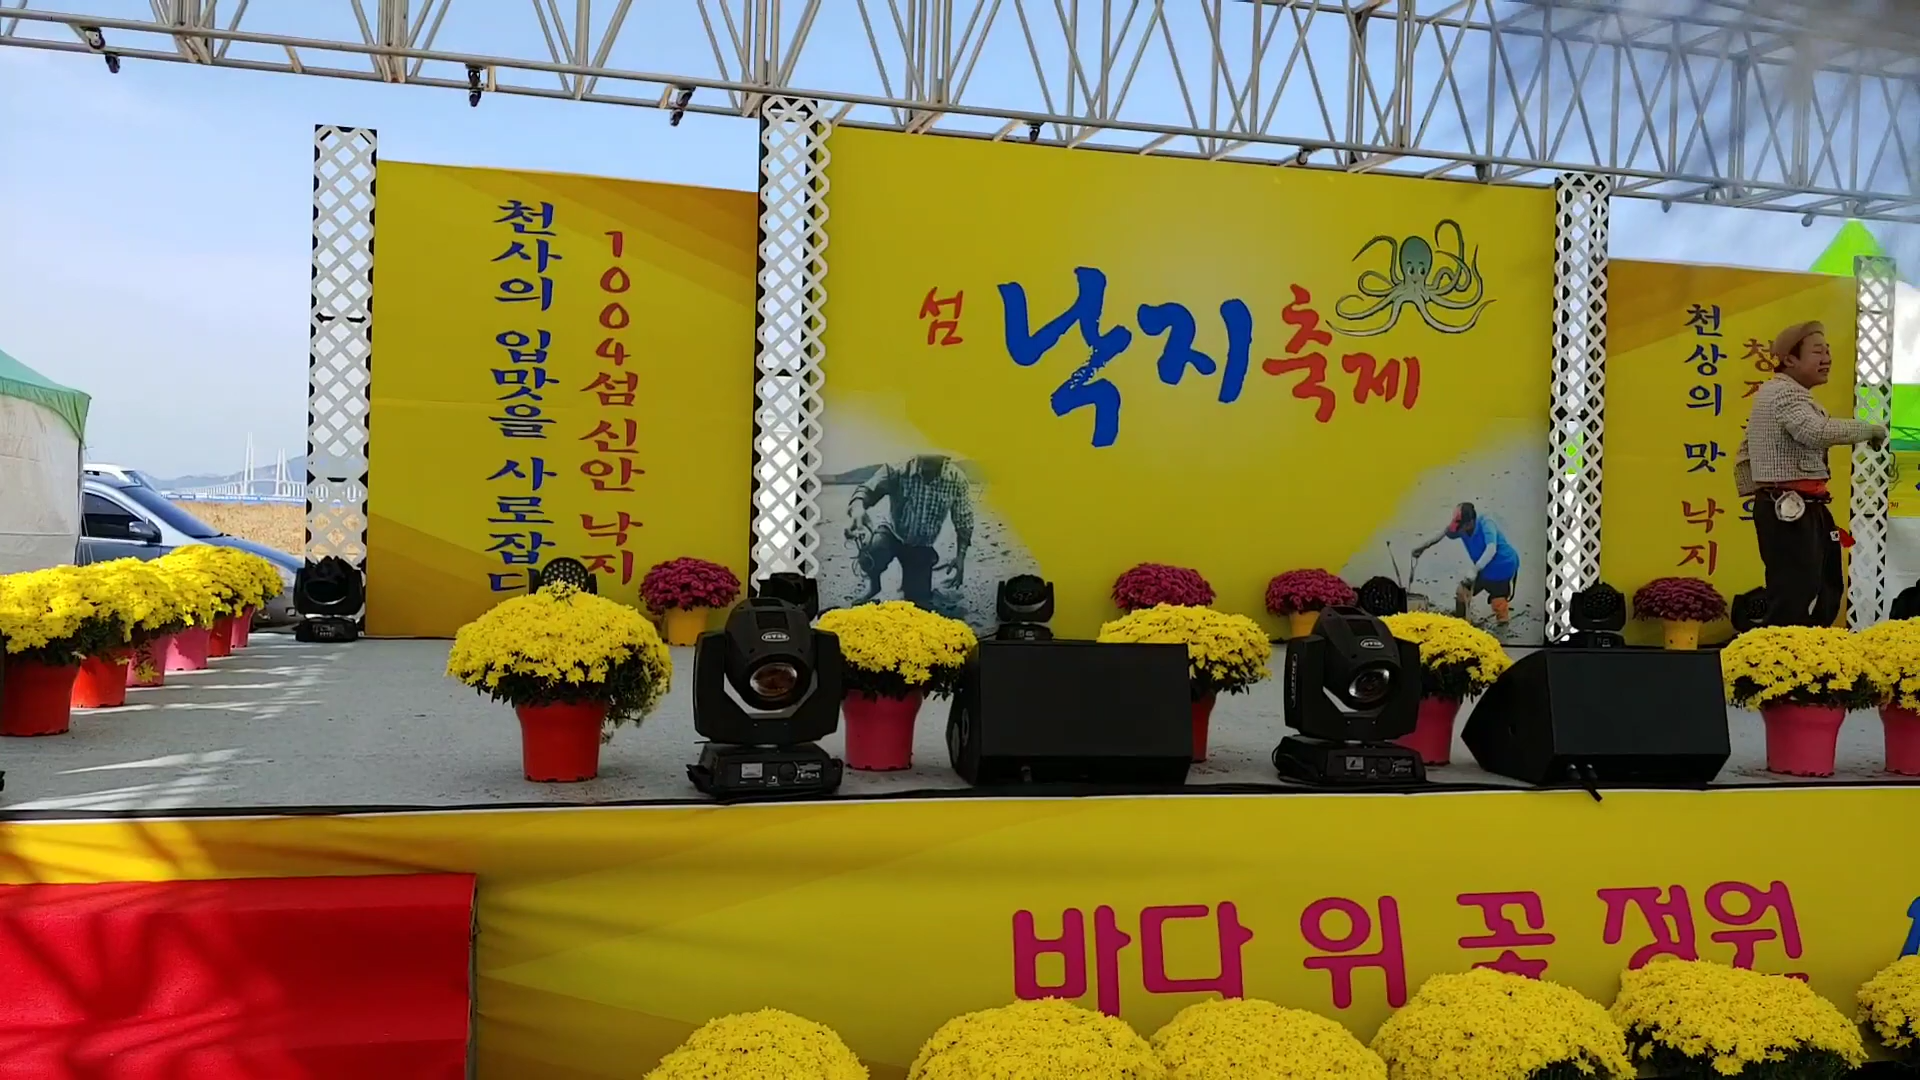 1004섬 신안 낙지
천사의 입맛을 사로잡다
섬 낙지 축제
천상의 맛 낙지
바다 위 꽃 정원